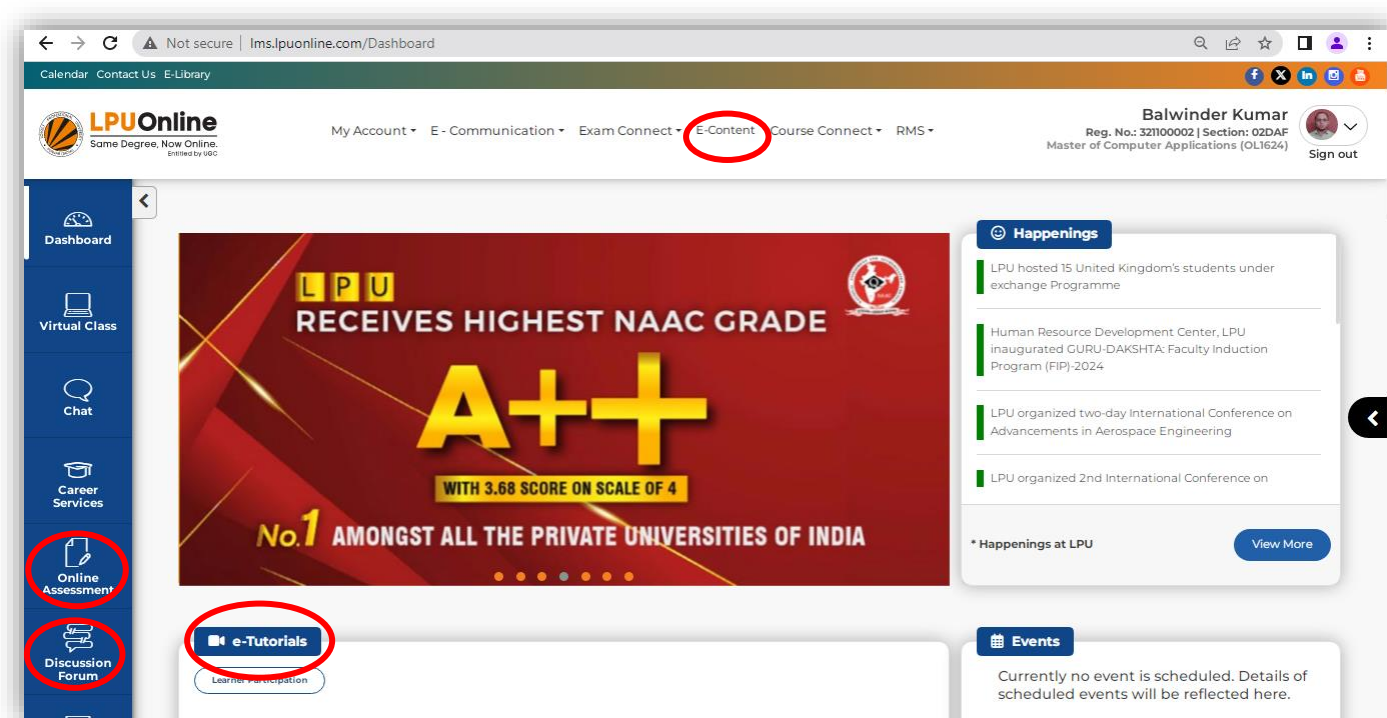 Not secure | lms.lpuonline.com/Dashboard
Calendar Contact Us E-Library
LPUOnline
Same Degree, Now Online.
Entitled by UGC
My Account E - Communication Exam Connect E-Content Course Connect RMS
Balwinder Kumar
Reg. No.: 321100002 | Section: 02DAF
Master of Computer Applications (OL1624)
Sign out
Dashboard
Virtual Class
Chat
Career
Services
Online
Assessment
Discussion
Forum
L P U
RECEIVES HIGHEST NAAC GRADE
A++
WITH 3.68 SCORE ON SCALE OF 4
No.1 AMONGST ALL THE PRIVATE UNIVERSITIES OF INDIA
Happenings
LPU hosted 15 United Kingdom's students under
exchange Programme
Human Resource Development Center, LPU
inaugurated GURU-DAKSHTA: Faculty Induction
Program (FIP)-2024
LPU organized two-day International Conference on
Advancements in Aerospace Engineering
LPU organized 2nd International Conference on
* Happenings at LPU
View More
e-Tutorials
Learner Participation
Events
Currently no event is scheduled. Details of
scheduled events will be reflected here.